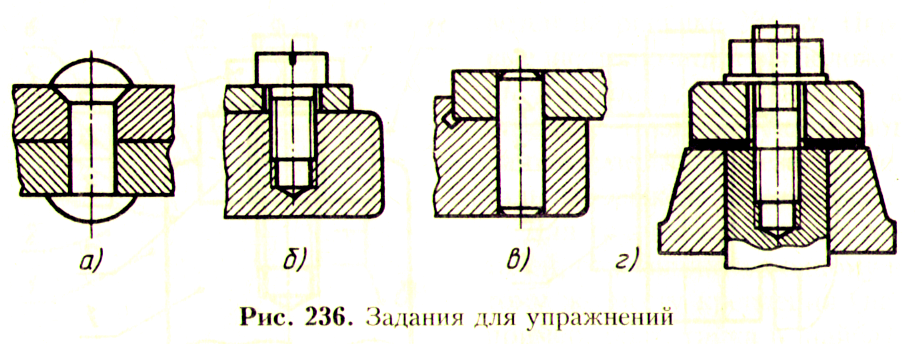 а) б) в) г)
Рис. 236. Задания для упражнений